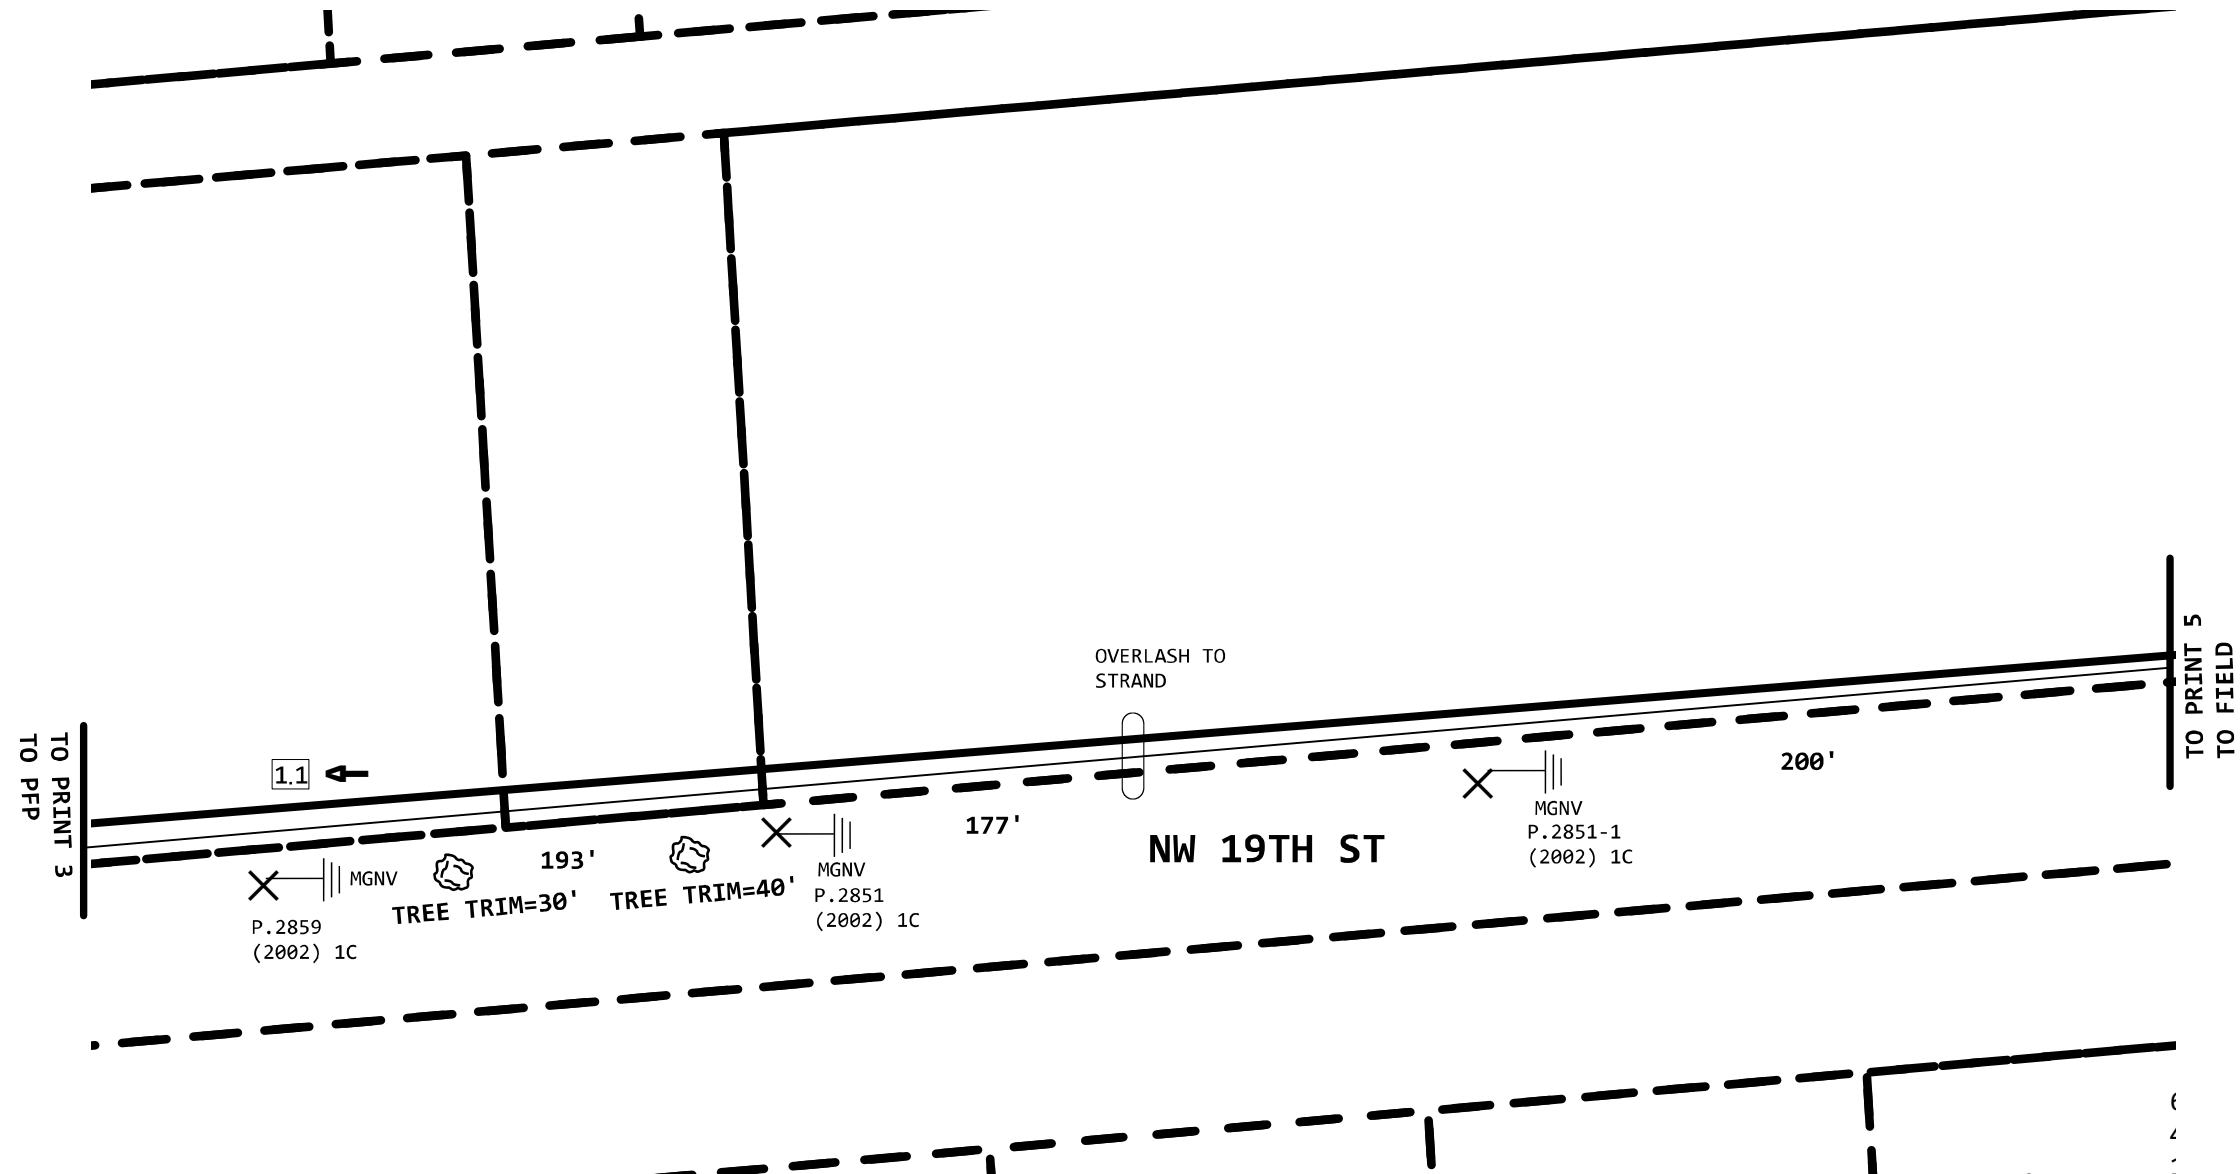 OVERLASH TO
STRAND
TO PRINT 5
TO FIELD
TO PRINT 3
TO PFP
1.1
200'
177'
193'
NW 19TH ST
MGNV
P.2851-1
(2002) 1C
MGNV
P.2851
(2002) 1C
MGNV
P.2859
(2002) 1C
TREE TRIM=30'
TREE TRIM=40'